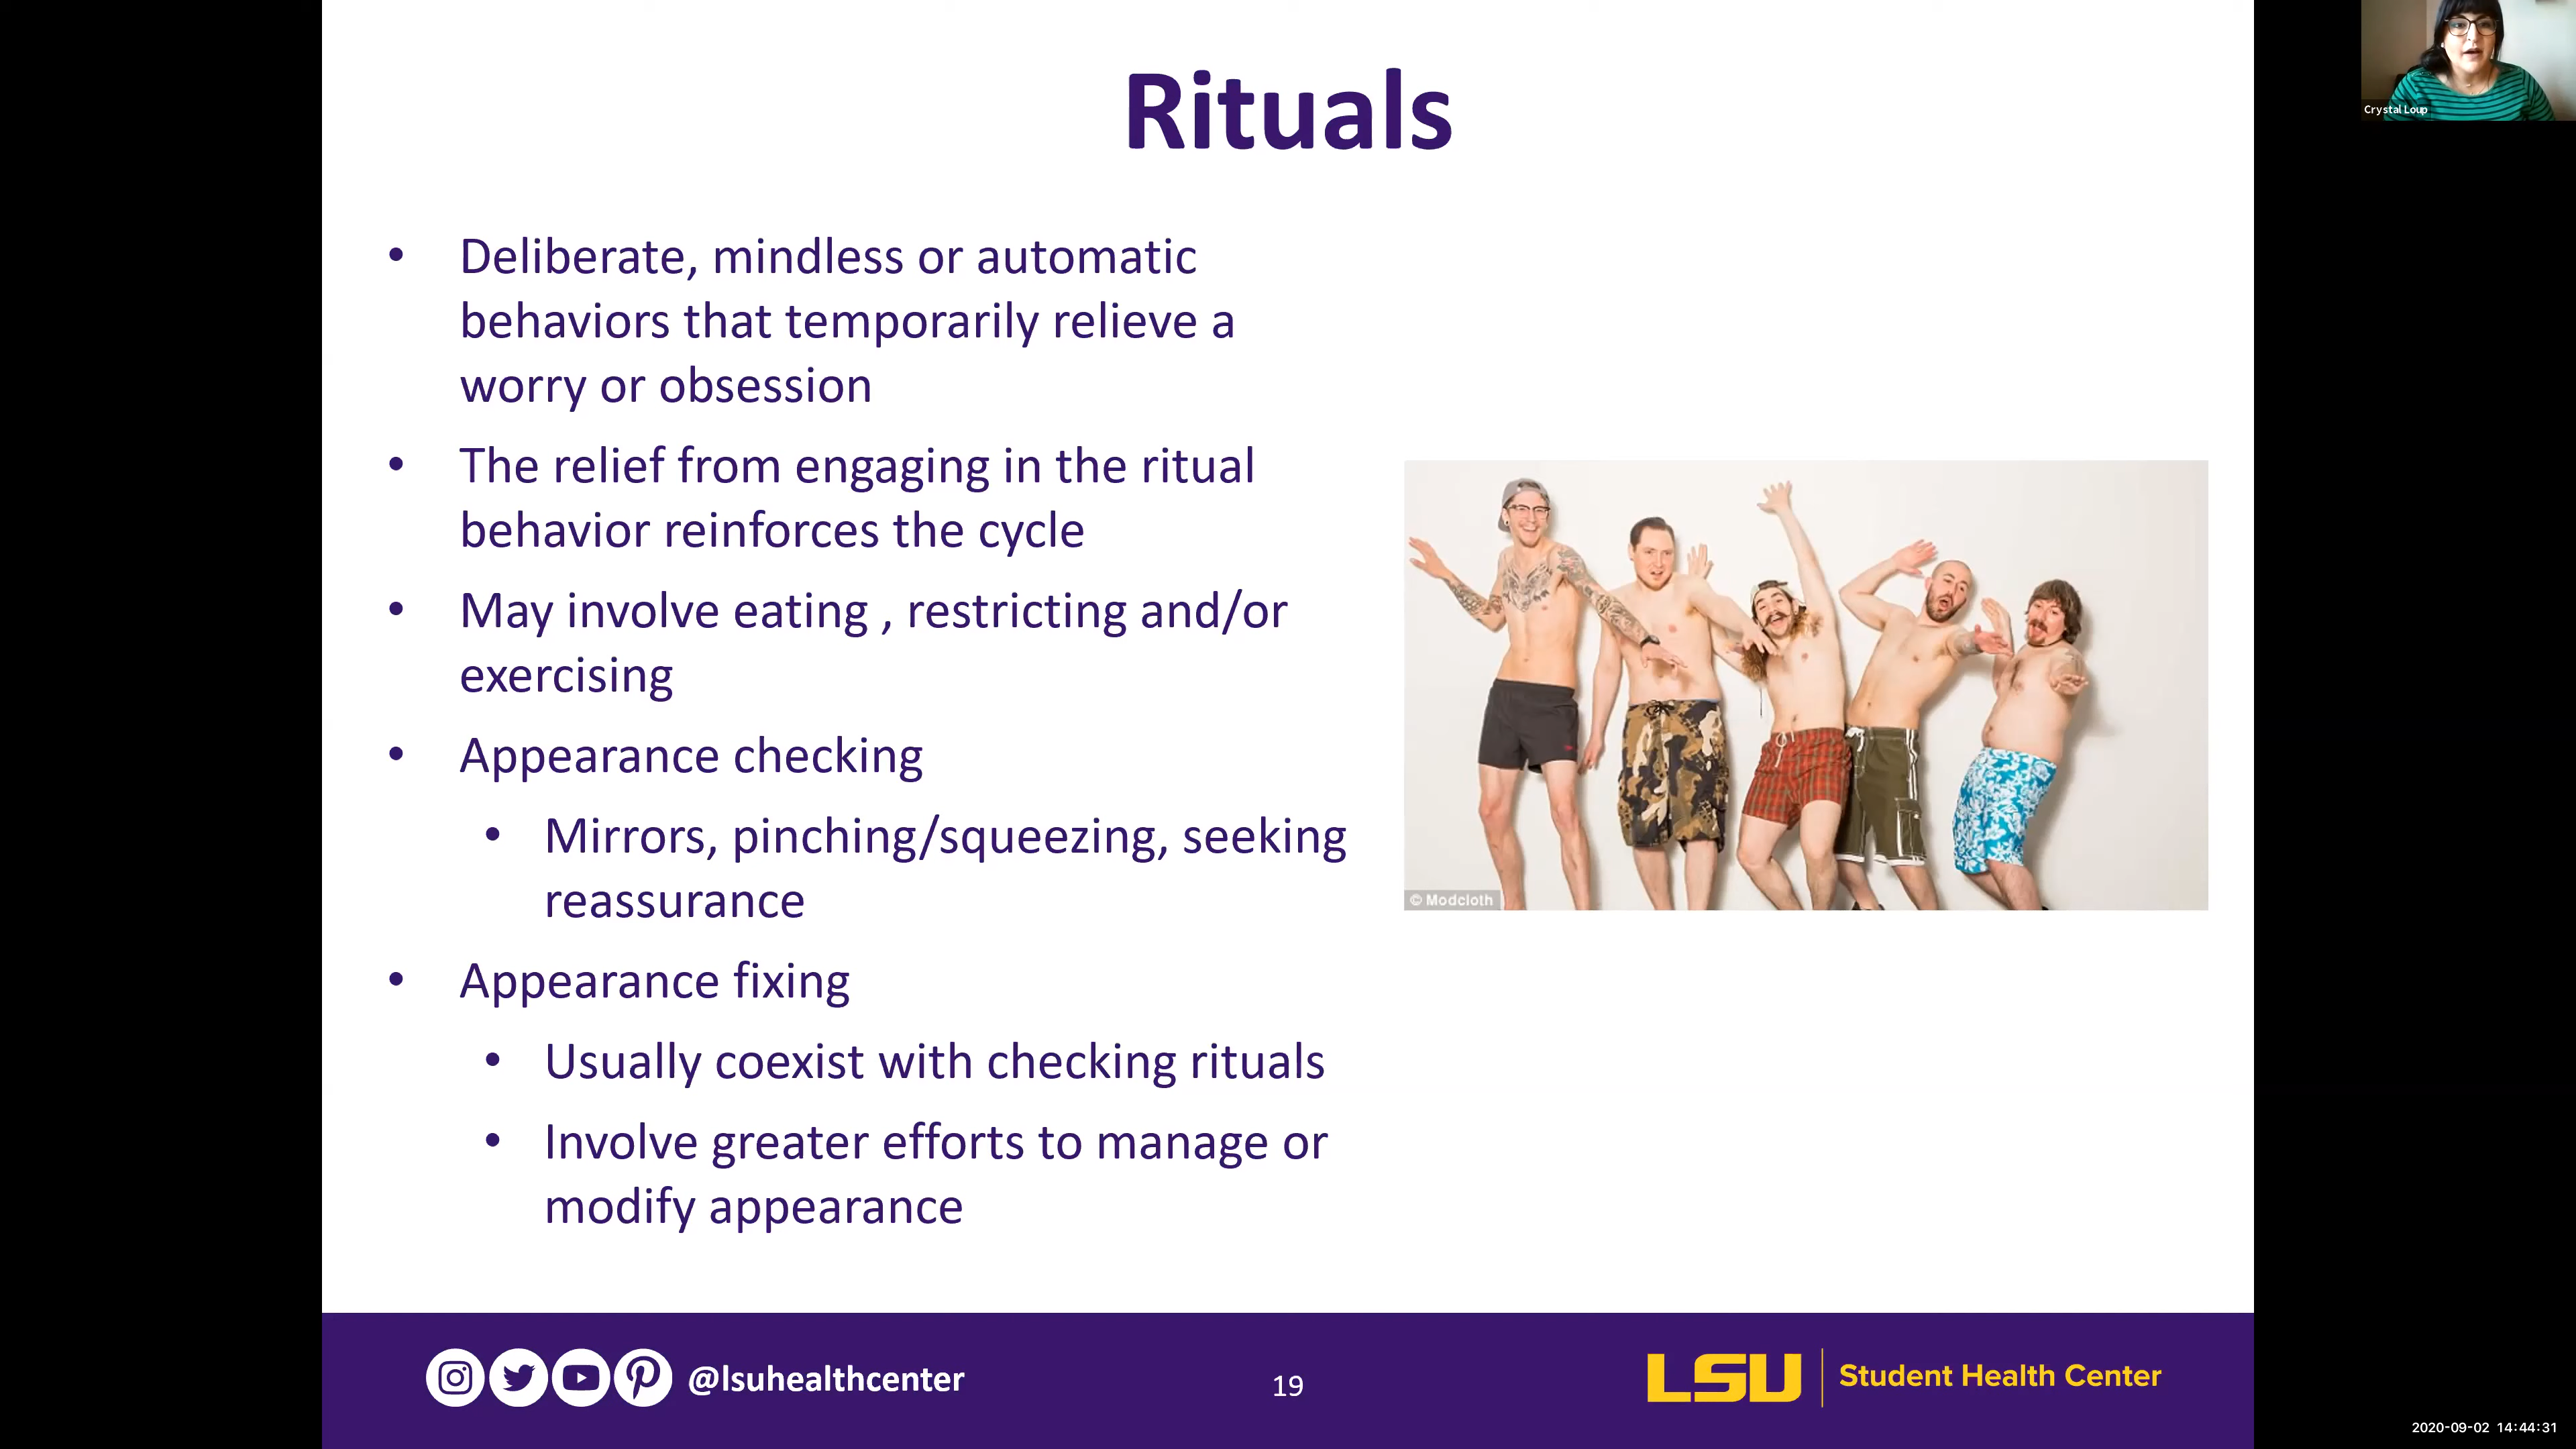 Rituals
Crystal Loup
• Deliberate, mindless or automatic
behaviors that temporarily relieve a
worry or obsession
• The relief from engaging in the ritual
behavior reinforces the cycle
• May involve eating , restricting and/or
exercising
• Appearance checking
• Mirrors, pinching/squeezing, seeking
reassurance
• Appearance fixing
• Usually coexist with checking rituals
• Involve greater efforts to manage or
modify appearance
© Modcloth
@lsuhealthcenter
19
LSU Student Health Center
2020-09-02 14:44:31